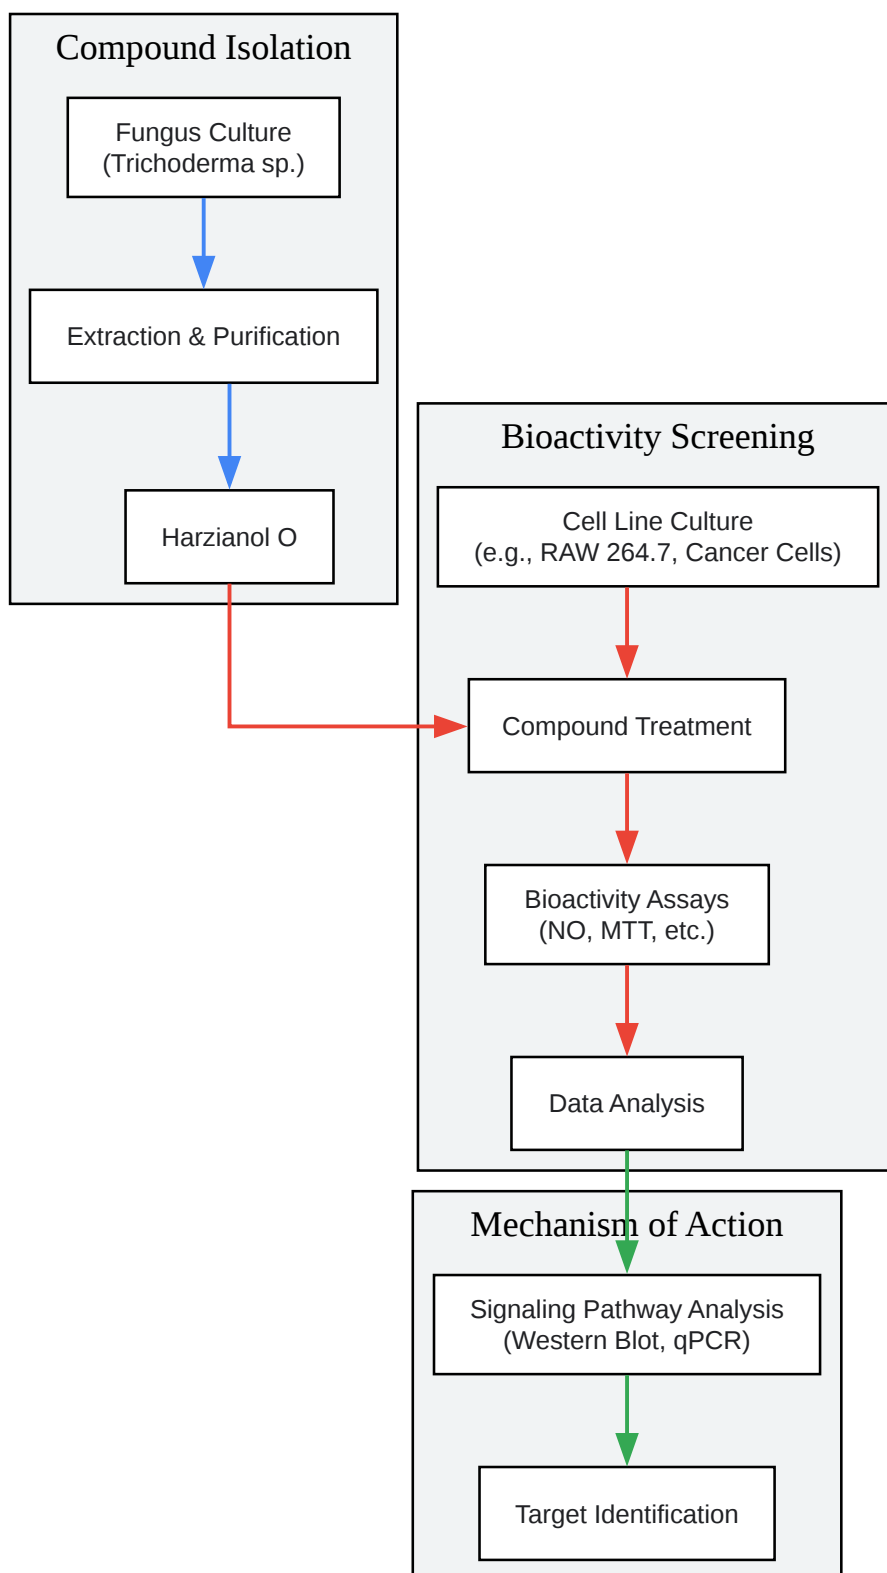 Compound Isolation
Fungus Culture
(Trichoderma sp.)
Extraction & Purification
Harzianol O
Bioactivity Screening
Cell Line Culture
(e.g., RAW 264.7, Cancer Cells)
Compound Treatment
Bioactivity Assays
(NO, MTT, etc.)
Data Analysis
Mechanism of Action
Signaling Pathway Analysis
(Western Blot, qPCR)
Target Identification